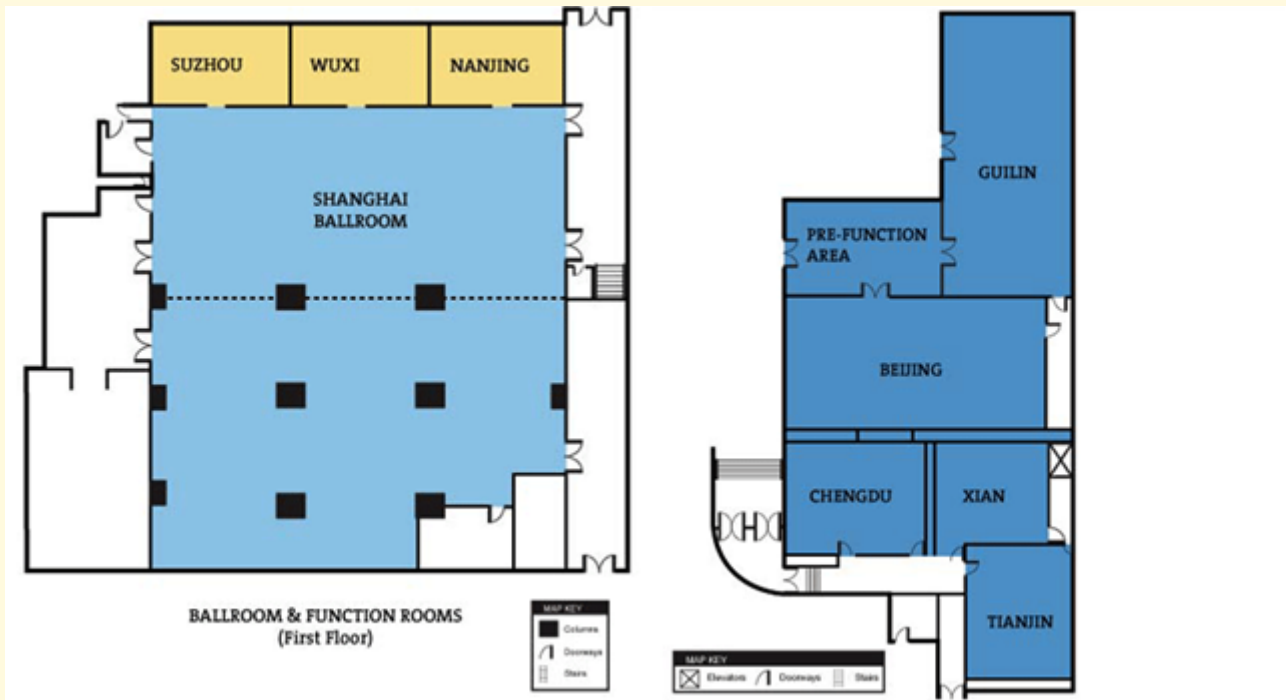 SUZHOU
WUXI
NANJING
SHANGHAI
BALLROOM
BALLROOM & FUNCTION ROOMS
(First Floor)
MAP KEY
Columns
Doorways
Stairs
GUILIN
PRE-FUNCTION
AREA
BEIJING
CHENGDU
XIAN
TIANJIN
MAP KEY
Elevators
Doorways
Stairs